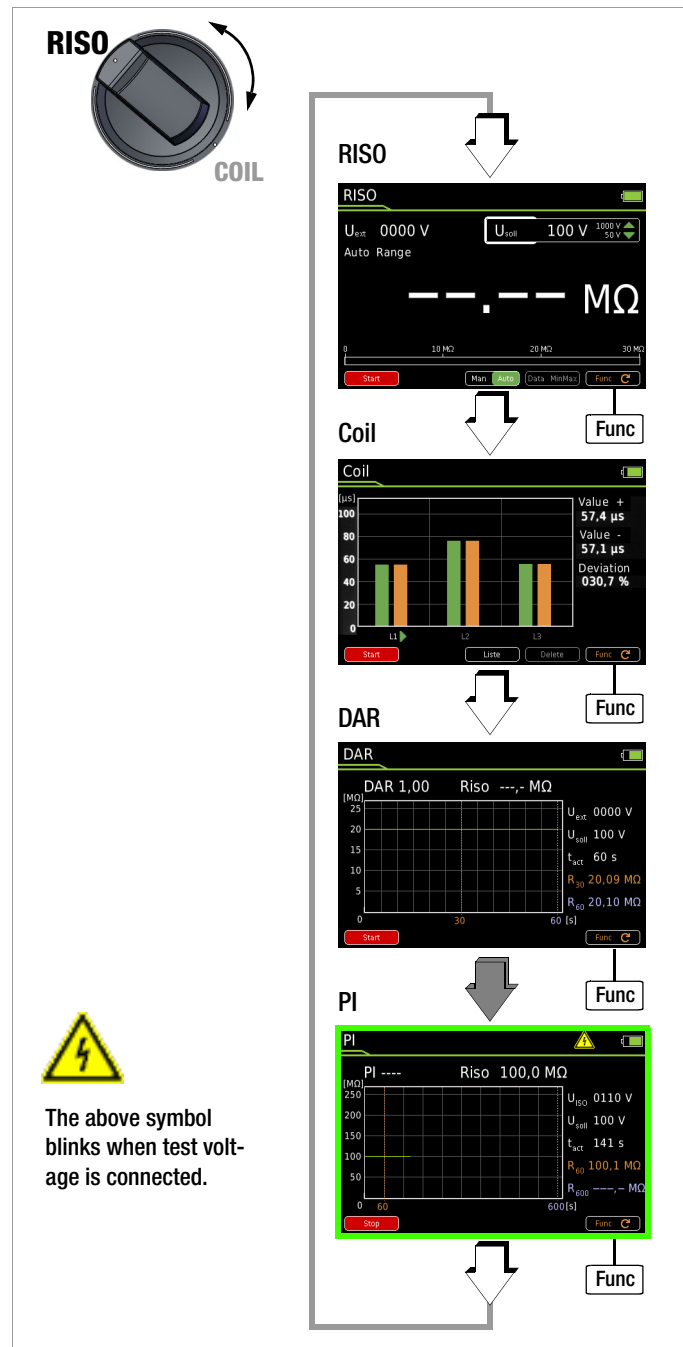 RISO
COIL
RISO
RISO
Uext 0000 V
Usoll 100 V 1000 V
50 V
Auto Range
−−.−− MΩ
0 10 MΩ 20 MΩ 30 MΩ
Start Man Auto Data MinMax Func
Func
Coil
Coil
[µs]
100
80
60
40
20
0
Value +
57,4 µs
Value -
57,1 µs
Deviation
030,7 %
L1 L2 L3
Start Liste Delete Func
Func
DAR
DAR
DAR 1,00 Riso ---,- MΩ
[MΩ]
25
20
15
10
5
0 30 60 [s]
Uext 0000 V
Usoll 100 V
tact 60 s
R30 20,09 MΩ
R60 20,10 MΩ
Start Func
Func
PI
PI
PI ---- Riso 100,0 MΩ
[MΩ]
250
200
150
100
50
0 60 600 [s]
UISO 0110 V
Usoll 100 V
tact 141 s
R60 100,1 MΩ
R600 −−−,− MΩ
Stop Func
Func
The above symbol
blinks when test volt-
age is connected.